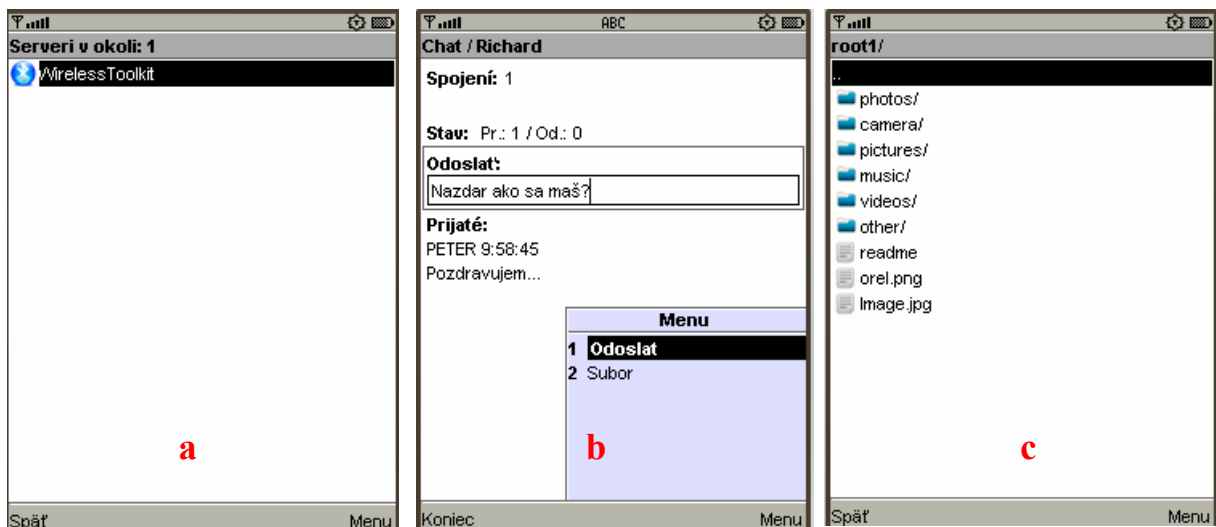 Serveri v okoli: 1
WirelessToolkit
a
Späť Menu
ABC
Chat / Richard
Spojení: 1
Stav: Pr.: 1 / Od.: 0
Odoslať:
Nazdar ako sa maš?
Prijaté:
PETER 9:58:45
Pozdravujem...
Menu
1 Odoslat
2 Subor
b
Koniec Menu
root1/
..
photos/
camera/
pictures/
music/
videos/
other/
readme
orel.png
Image.jpg
c
Späť Menu